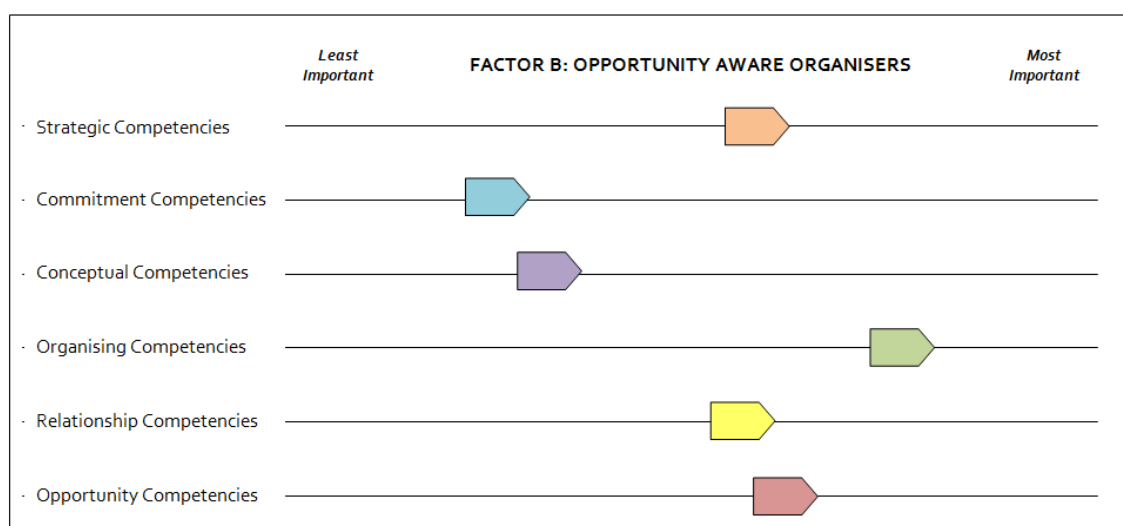 Least
Important
FACTOR B: OPPORTUNITY AWARE ORGANISERS
Most
Important
· Strategic Competencies
· Commitment Competencies
· Conceptual Competencies
· Organising Competencies
· Relationship Competencies
· Opportunity Competencies